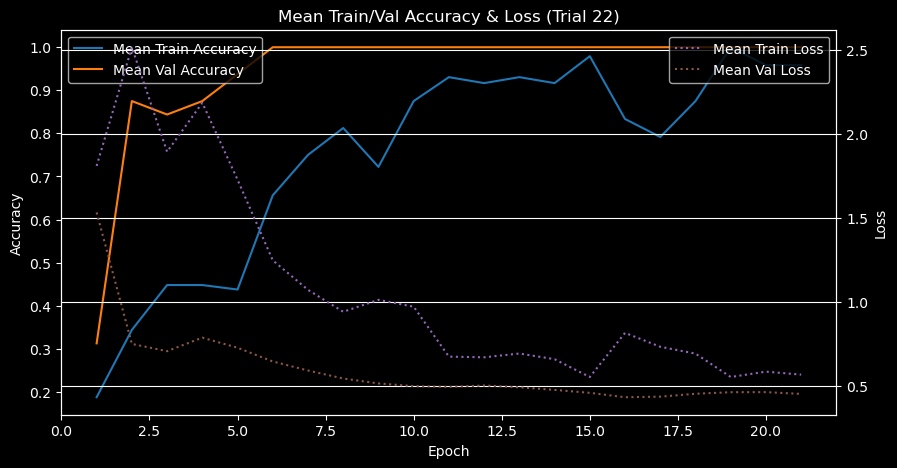 Mean Train/Val Accuracy & Loss (Trial 22)
Mean Train Accuracy
Mean Val Accuracy
Mean Train Loss
Mean Val Loss
1.0
0.9
0.8
0.7
0.6
0.5
0.4
0.3
0.2
Accuracy
2.5
2.0
1.5
1.0
0.5
Loss
0.0 2.5 5.0 7.5 10.0 12.5 15.0 17.5 20.0
Epoch